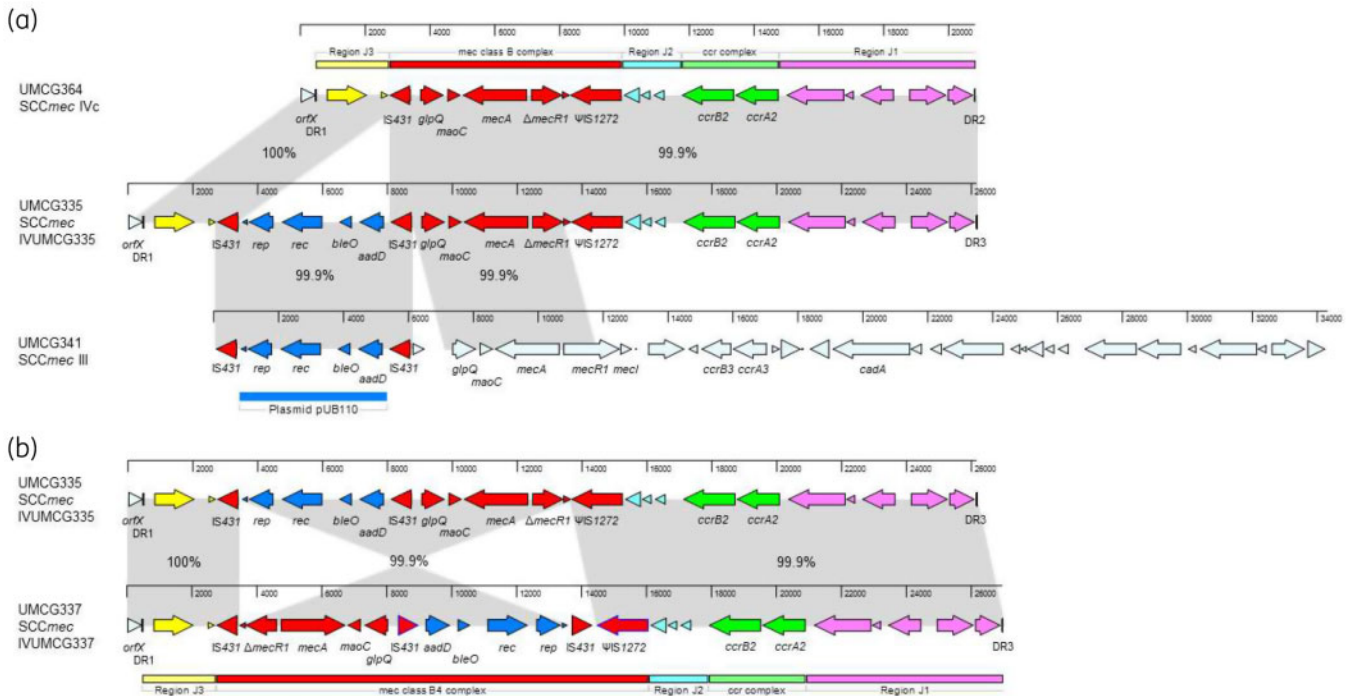 (a)
2000 4000 6000 8000 10000 12000 14000 16000 18000 20000
Region J3 mec class B complex Region J2 ccr complex Region J1
UMCG364
SCCmec IVc
orfX DR1 IS431 glpQ maoC mecA ΔmecR1 ΨIS1272 ccrB2 ccrA2 DR2
100% 99.9%
2000 4000 6000 8000 10000 12000 14000 16000 18000 20000 22000 24000 26000
UMCG335
SCCmec
IVUMCG335
orfX DR1 IS431 rep rec bleO aadD IS431 glpQ maoC mecA ΔmecR1 ΨIS1272 ccrB2 ccrA2 DR3
99.9% 99.9%
2000 4000 6000 8000 10000 12000 14000 16000 18000 20000 22000 24000 26000 28000 30000 32000 34000
UMCG341
SCCmec III
IS431 rep rec bleO aadD IS431 glpQ maoC mecA mecR1 mecI ccrB3 ccrA3 cadA
Plasmid pUB110
(b)
2000 4000 6000 8000 10000 12000 14000 16000 18000 20000 22000 24000 26000
UMCG335
SCCmec
IVUMCG335
orfX DR1 IS431 rep rec bleO aadD IS431 glpQ maoC mecA ΔmecR1 ΨIS1272 ccrB2 ccrA2 DR3
100% 99.9% 99.9%
2000 4000 6000 8000 10000 12000 14000 16000 18000 20000 22000 24000 26000
UMCG337
SCCmec
IVUMCG337
orfX DR1 IS431 ΔmecR1 mecA maoC glpQ IS431 aadD bleO rec rep IS431 ΨIS1272 ccrB2 ccrA2 DR3
Region J3 mec class B4 complex Region J2 ccr complex Region J1